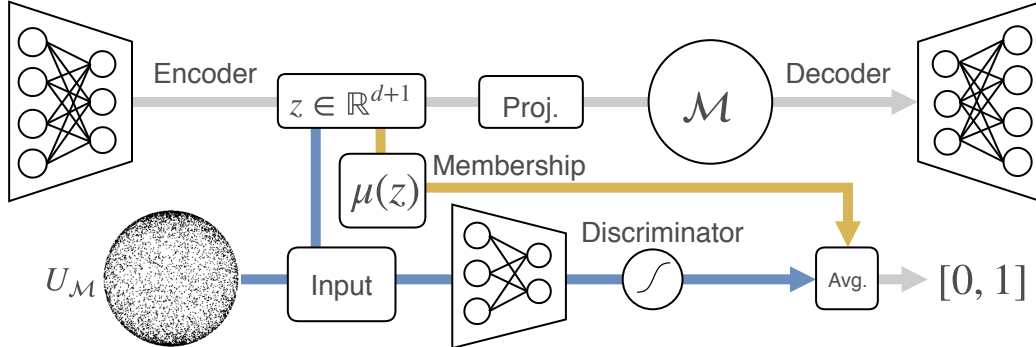 Encoder
z ∈ ℝ^{d+1}
Proj.
ℳ
Decoder
μ(z)
Membership
U_ℳ
Input
Discriminator
Avg.
[0, 1]